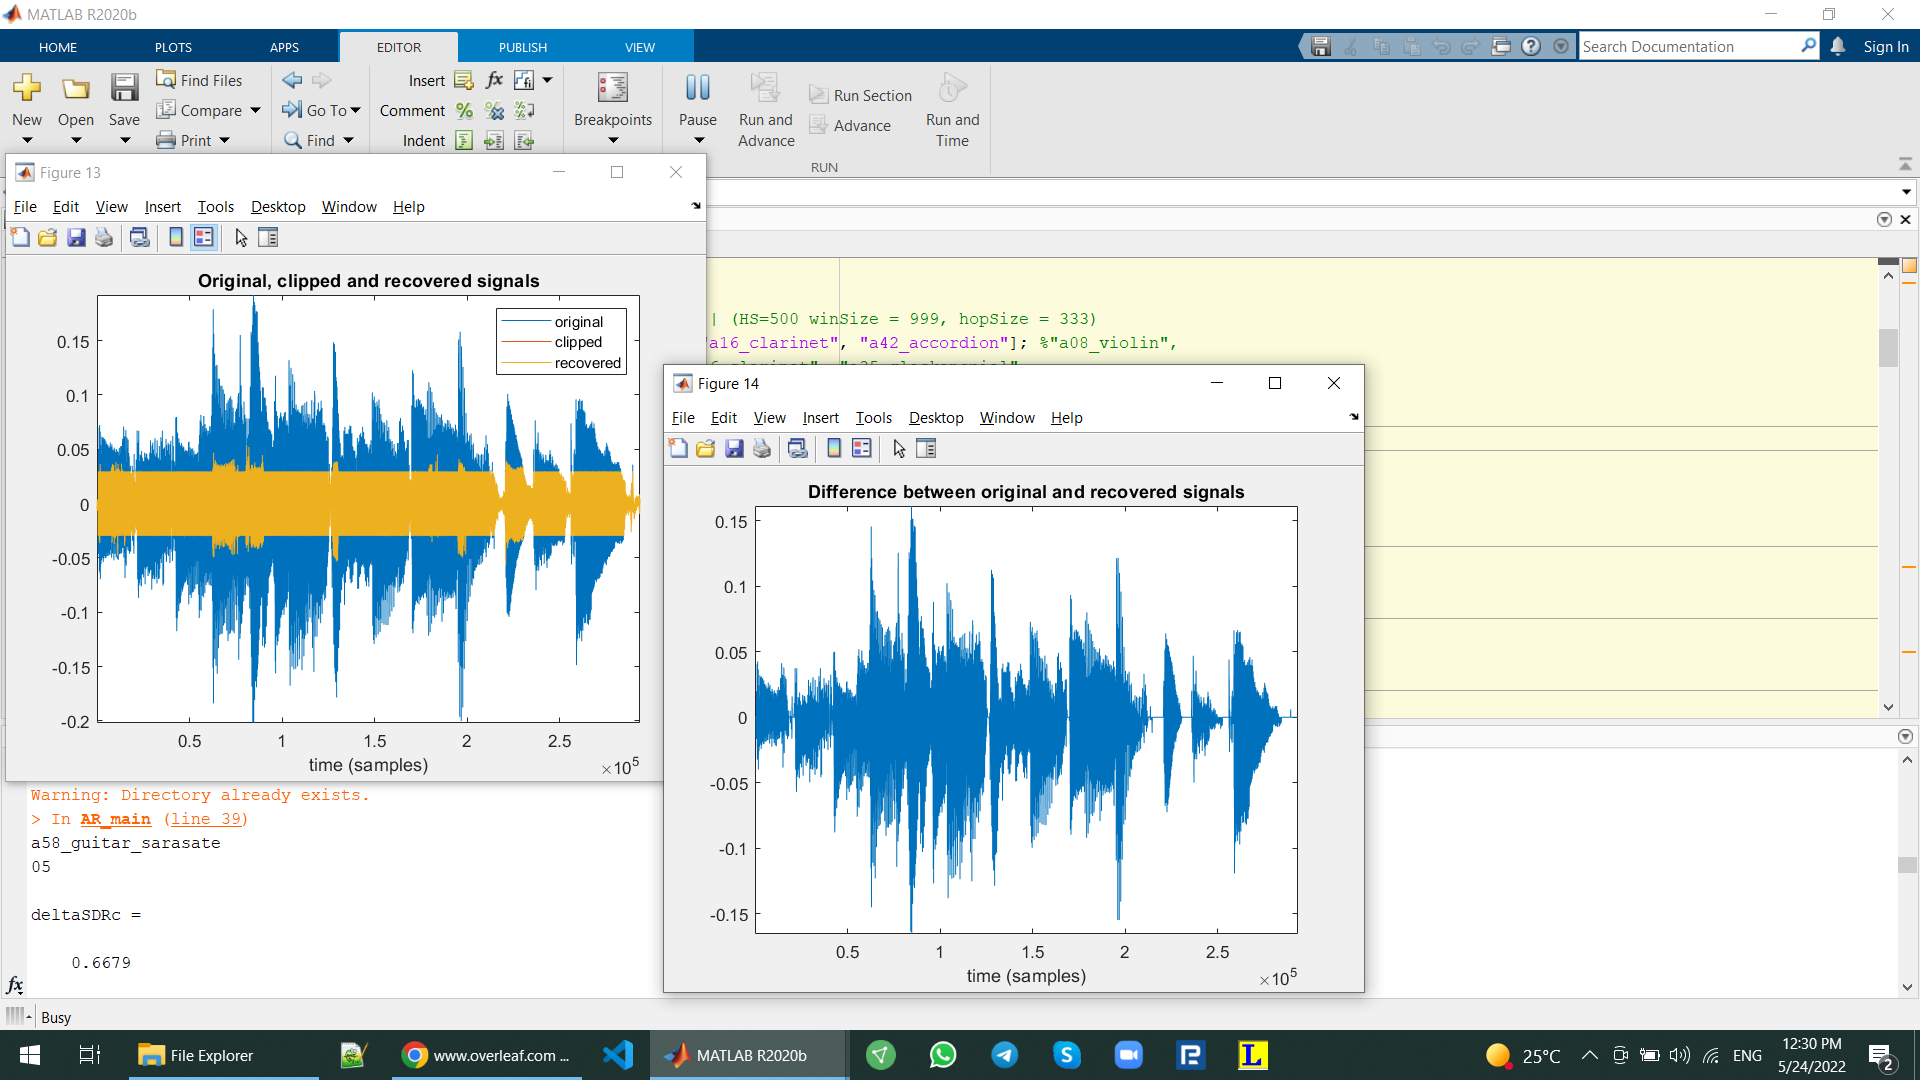 MATLAB R2020b
HOME PLOTS APPS EDITOR PUBLISH VIEW
Search Documentation
Sign In
New Open Save
Find Files
Compare
Print
Go To
Find
Insert
Comment
Indent
Breakpoints
Pause
Run and Advance
Run Section
Advance
Run and Time
RUN
Figure 13
File Edit View Insert Tools Desktop Window Help
Original, clipped and recovered signals
original
clipped
recovered
0.15
0.1
0.05
0
-0.05
-0.1
-0.15
-0.2
0.5 1 1.5 2 2.5
time (samples)
×10^5
| (HS=500 winSize = 999, hopSize = 333)
"a16_clarinet", "a42_accordion"]; %"a08_violin",
Figure 14
File Edit View Insert Tools Desktop Window Help
Difference between original and recovered signals
0.15
0.1
0.05
0
-0.05
-0.1
-0.15
0.5 1 1.5 2 2.5
time (samples)
×10^5
Warning: Directory already exists.
> In AR_main (line 39)
a58_guitar_sarasate
05
deltaSDRc =
0.6679
fx
Busy
File Explorer
www.overleaf.com ...
MATLAB R2020b
25°C
ENG
12:30 PM
5/24/2022
2